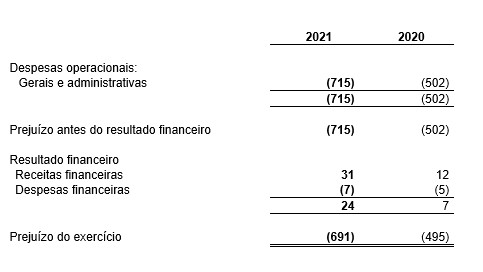 2021 2020
Despesas operacionais:
Gerais e administrativas (715) (502)
(715) (502)
Prejuízo antes do resultado financeiro (715) (502)
Resultado financeiro
Receitas financeiras 31 12
Despesas financeiras (7) (5)
24 7
Prejuízo do exercício (691) (495)